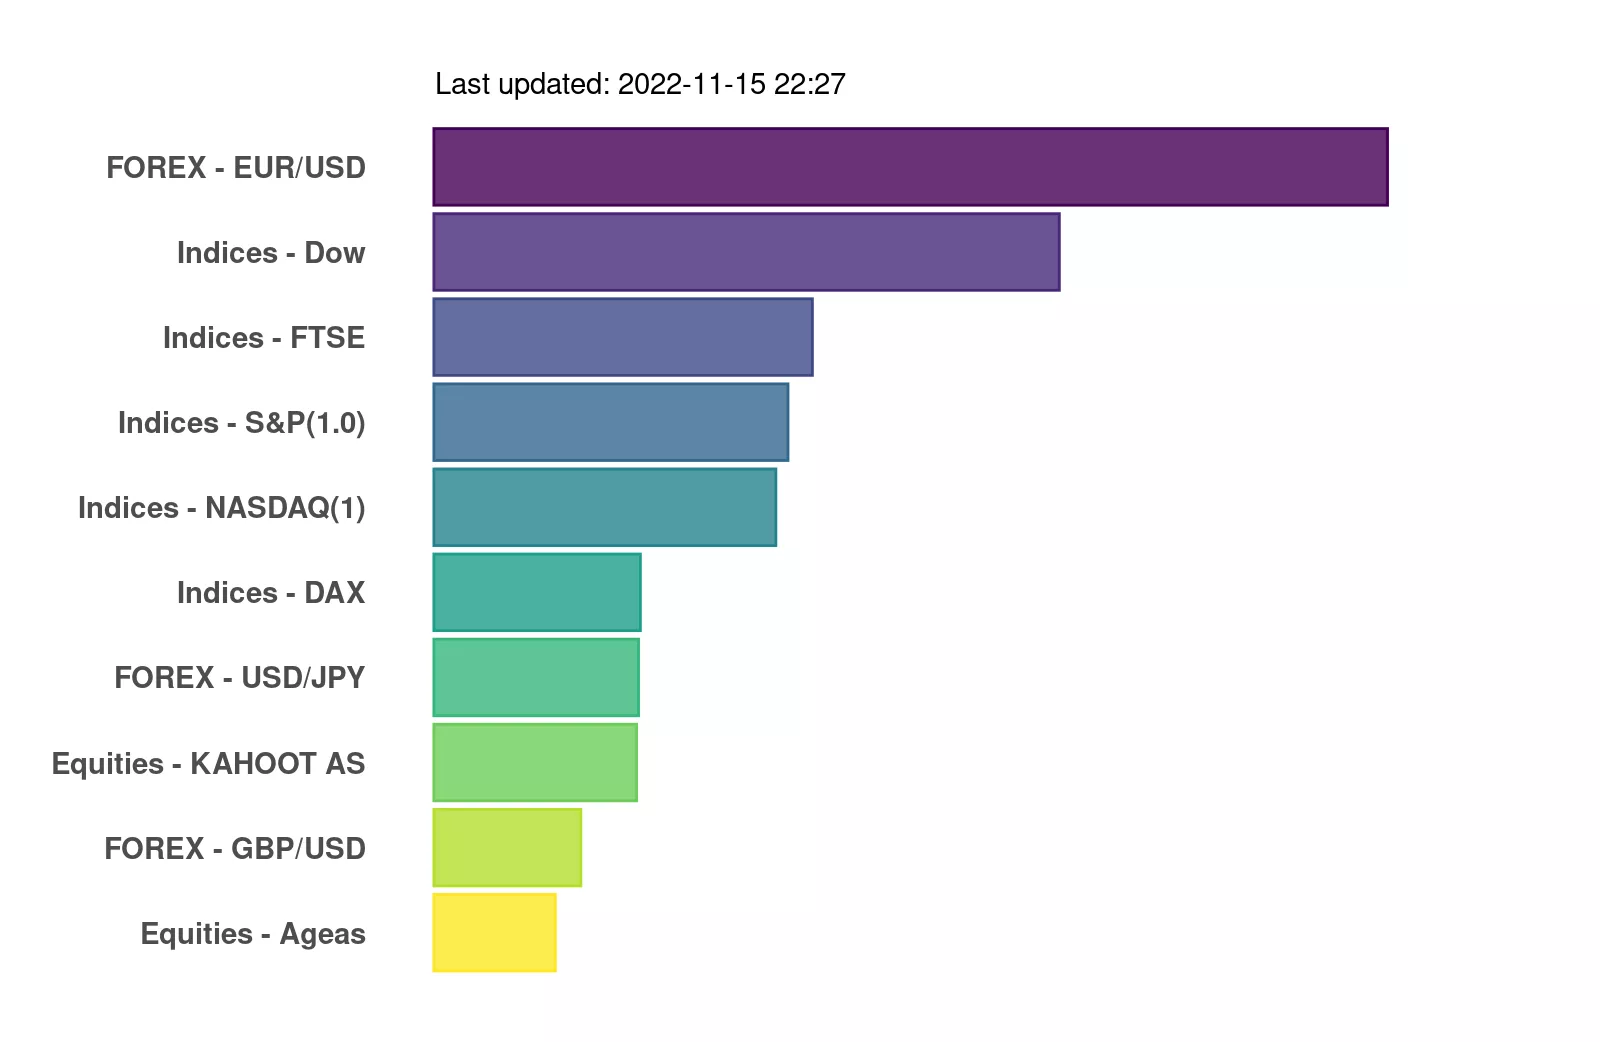 Last updated: 2022-11-15 22:27
FOREX - EUR/USD
Indices - Dow
Indices - FTSE
Indices - S&P(1.0)
Indices - NASDAQ(1)
Indices - DAX
FOREX - USD/JPY
Equities - KAHOOT AS
FOREX - GBP/USD
Equities - Ageas